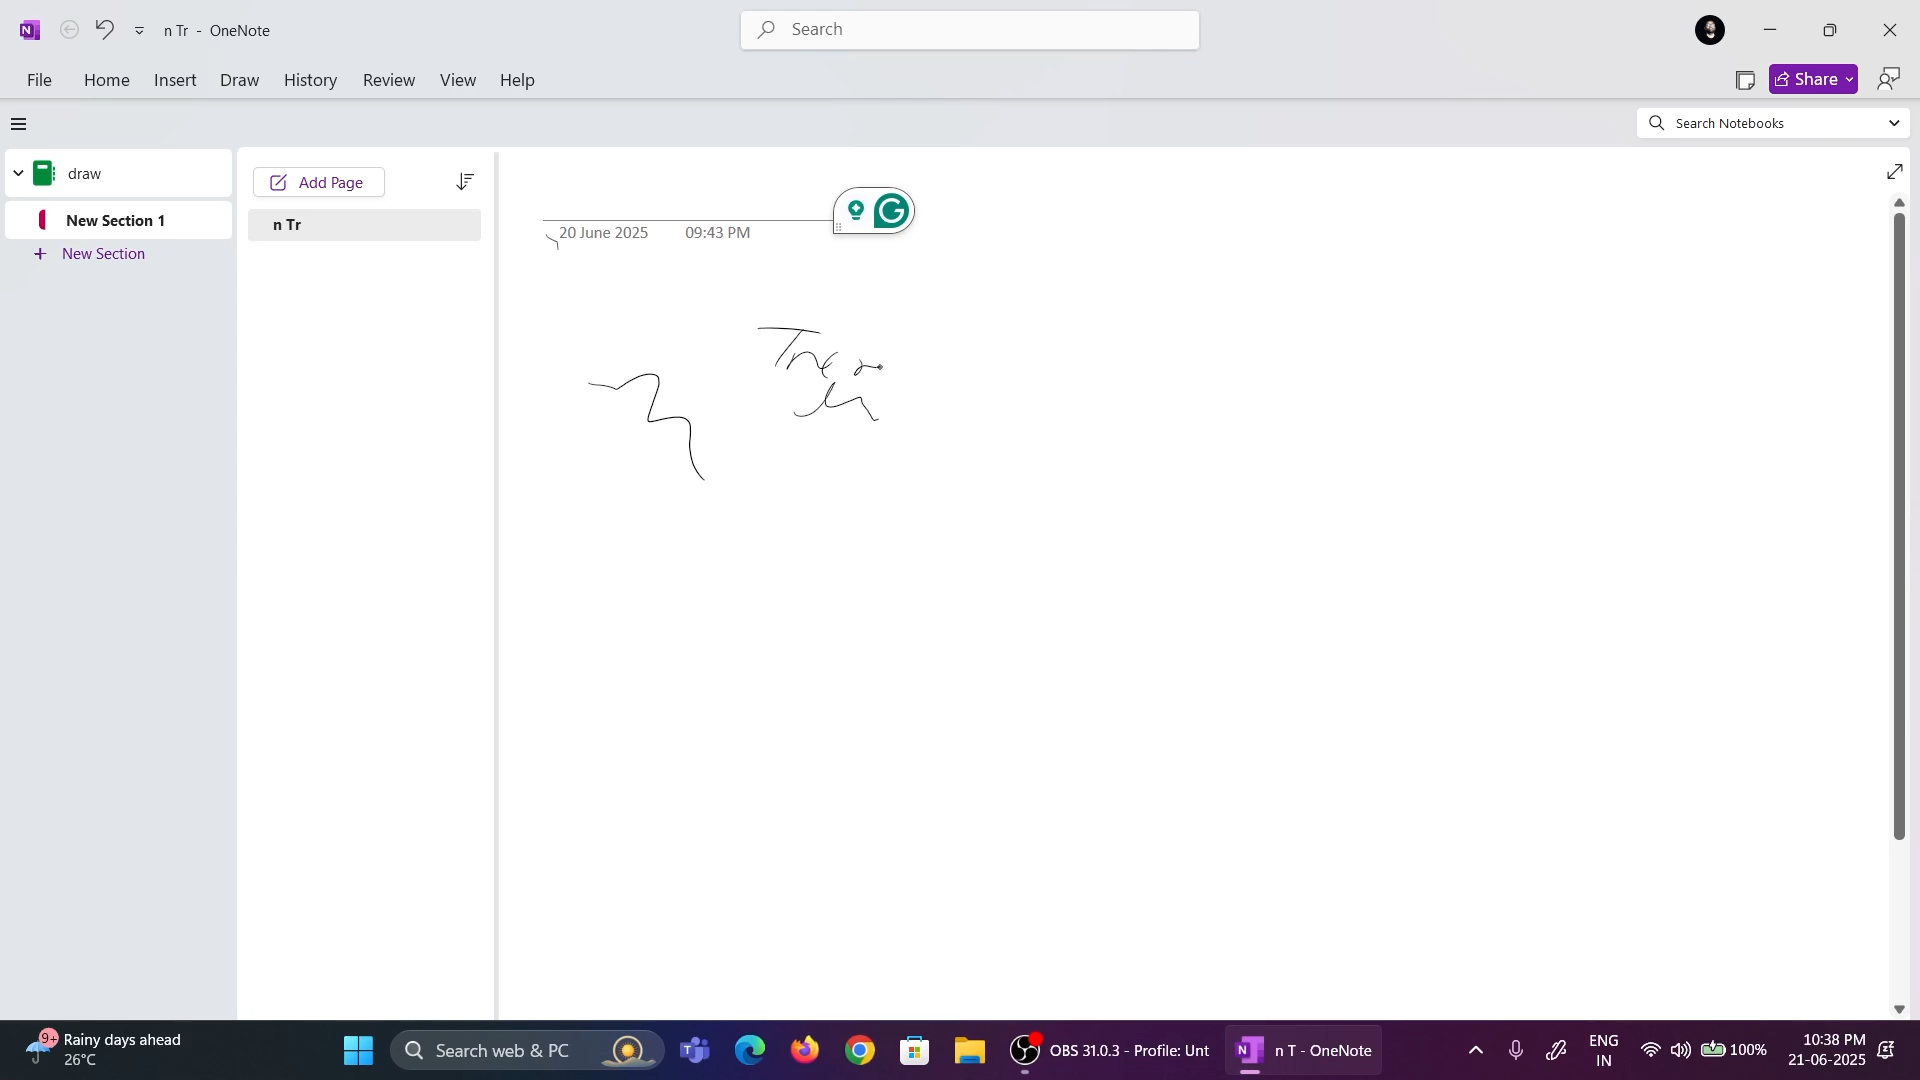 n Tr - OneNote
Search
File Home Insert Draw History Review View Help
Share
Search Notebooks
draw
New Section 1
New Section
Add Page
n Tr
20 June 2025 09:43 PM
9+
Rainy days ahead
26°C
Search web & PC
OBS 31.0.3 - Profile: Unt
n T - OneNote
ENG
IN
100%
10:38 PM
21-06-2025